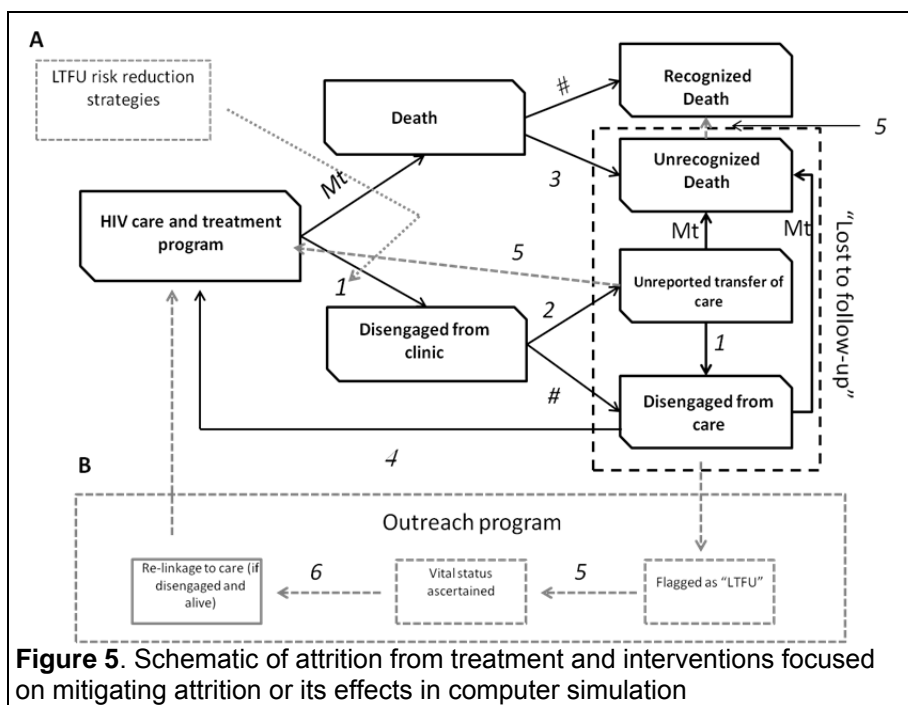 A
LTFU risk reduction
strategies
Death
#
Recognized
Death
5
3
Unrecognized
Death
Mt
HIV care and treatment
program
Mt
Mt
"Lost to follow-up"
5
Unreported transfer of
care
1
2
1
Disengaged from
clinic
#
Disengaged from
care
4
B
Outreach program
Re-linkage to care (if
disengaged and
alive)
6
Vital status
ascertained
5
Flagged as "LTFU"
Figure 5. Schematic of attrition from treatment and interventions focused
on mitigating attrition or its effects in computer simulation